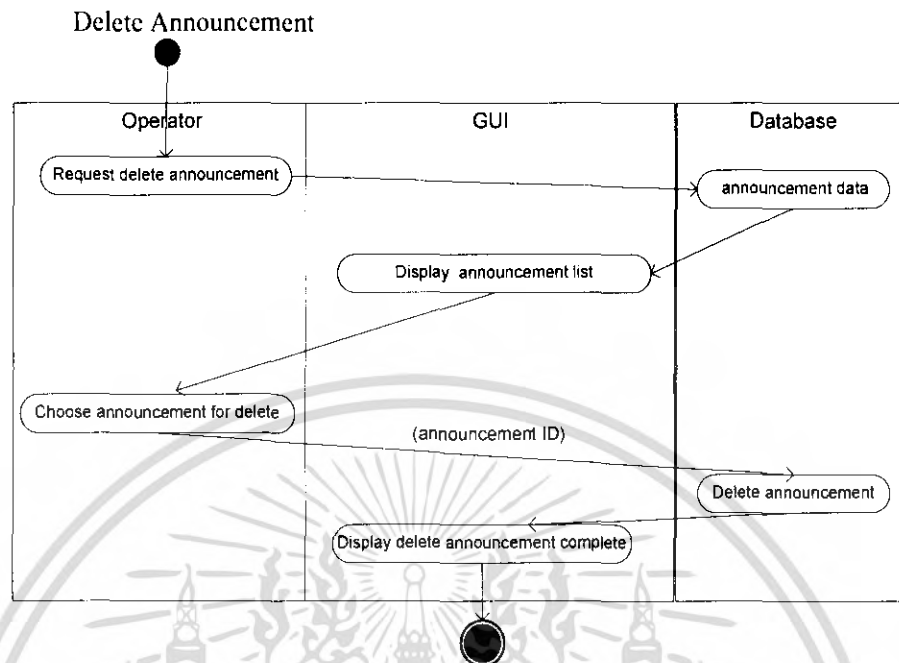 Delete Announcement
Operator
GUI
Database
Request delete announcement
announcement data
Display announcement list
Choose announcement for delete
(announcement ID)
Delete announcement
Display delete announcement complete